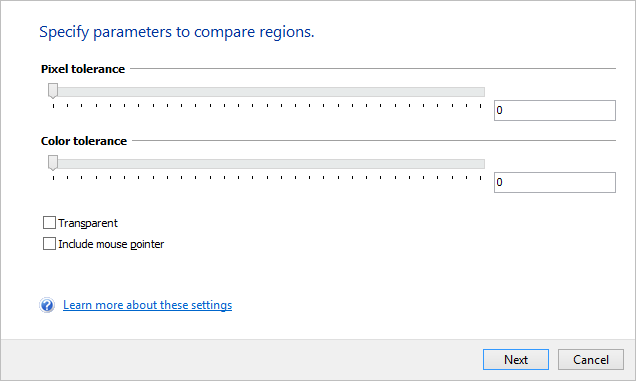 Specify parameters to compare regions.
Pixel tolerance
0
Color tolerance
0
Transparent
Include mouse pointer
? Learn more about these settings
Next Cancel